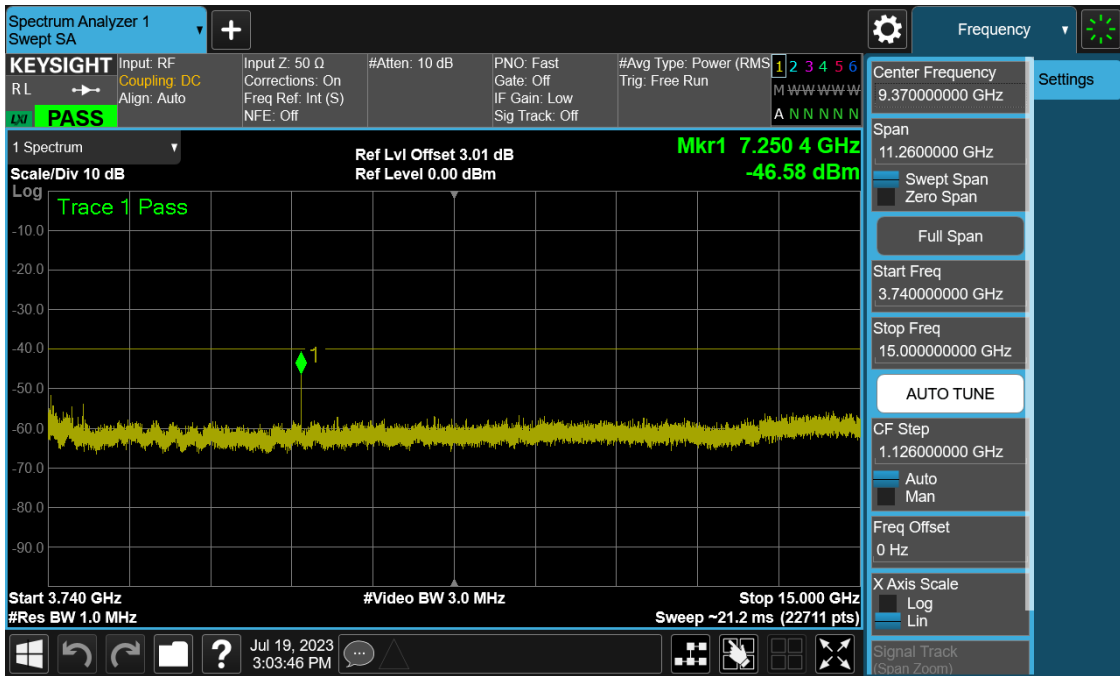 Spectrum Analyzer 1
Swept SA
+
Frequency
KEYSIGHT
RL
LXI
PASS
Input: RF
Coupling: DC
Align: Auto
Input Z: 50 Ω
Corrections: On
Freq Ref: Int (S)
NFE: Off
#Atten: 10 dB
PNO: Fast
Gate: Off
IF Gain: Low
Sig Track: Off
#Avg Type: Power (RMS
Trig: Free Run
1 2 3 4 5 6
M W W W W W
A N N N N N
1 Spectrum
Scale/Div 10 dB
Ref Lvl Offset 3.01 dB
Ref Level 0.00 dBm
Mkr1 7.250 4 GHz
-46.58 dBm
Log
Trace 1 Pass
-10.0
-20.0
-30.0
-40.0
1
-50.0
-60.0
-70.0
-80.0
-90.0
Start 3.740 GHz
#Res BW 1.0 MHz
#Video BW 3.0 MHz
Stop 15.000 GHz
Sweep ~21.2 ms (22711 pts)
Center Frequency
9.370000000 GHz
Settings
Span
11.2600000 GHz
Swept Span
Zero Span
Full Span
Start Freq
3.740000000 GHz
Stop Freq
15.000000000 GHz
AUTO TUNE
CF Step
1.126000000 GHz
Auto
Man
Freq Offset
0 Hz
X Axis Scale
Log
Lin
Signal Track
(Span Zoom)
?
Jul 19, 2023
3:03:46 PM